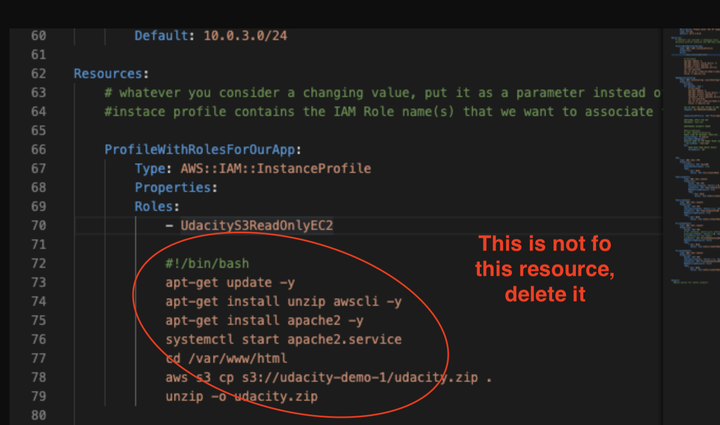 60 Default: 10.0.3.0/24
61
62 Resources:
63 # whatever you consider a changing value, put it as a parameter instead o
64 #instace profile contains the IAM Role name(s) that we want to associate
65
66 ProfileWithRolesForOurApp:
67 Type: AWS::IAM::InstanceProfile
68 Properties:
69 Roles:
70 - UdacityS3ReadOnlyEC2
71
72 #!/bin/bash
73 apt-get update -y
74 apt-get install unzip awscli -y
75 apt-get install apache2 -y
76 systemctl start apache2.service
77 cd /var/www/html
78 aws s3 cp s3://udacity-demo-1/udacity.zip .
79 unzip -o udacity.zip
80
This is not fo
this resource,
delete it